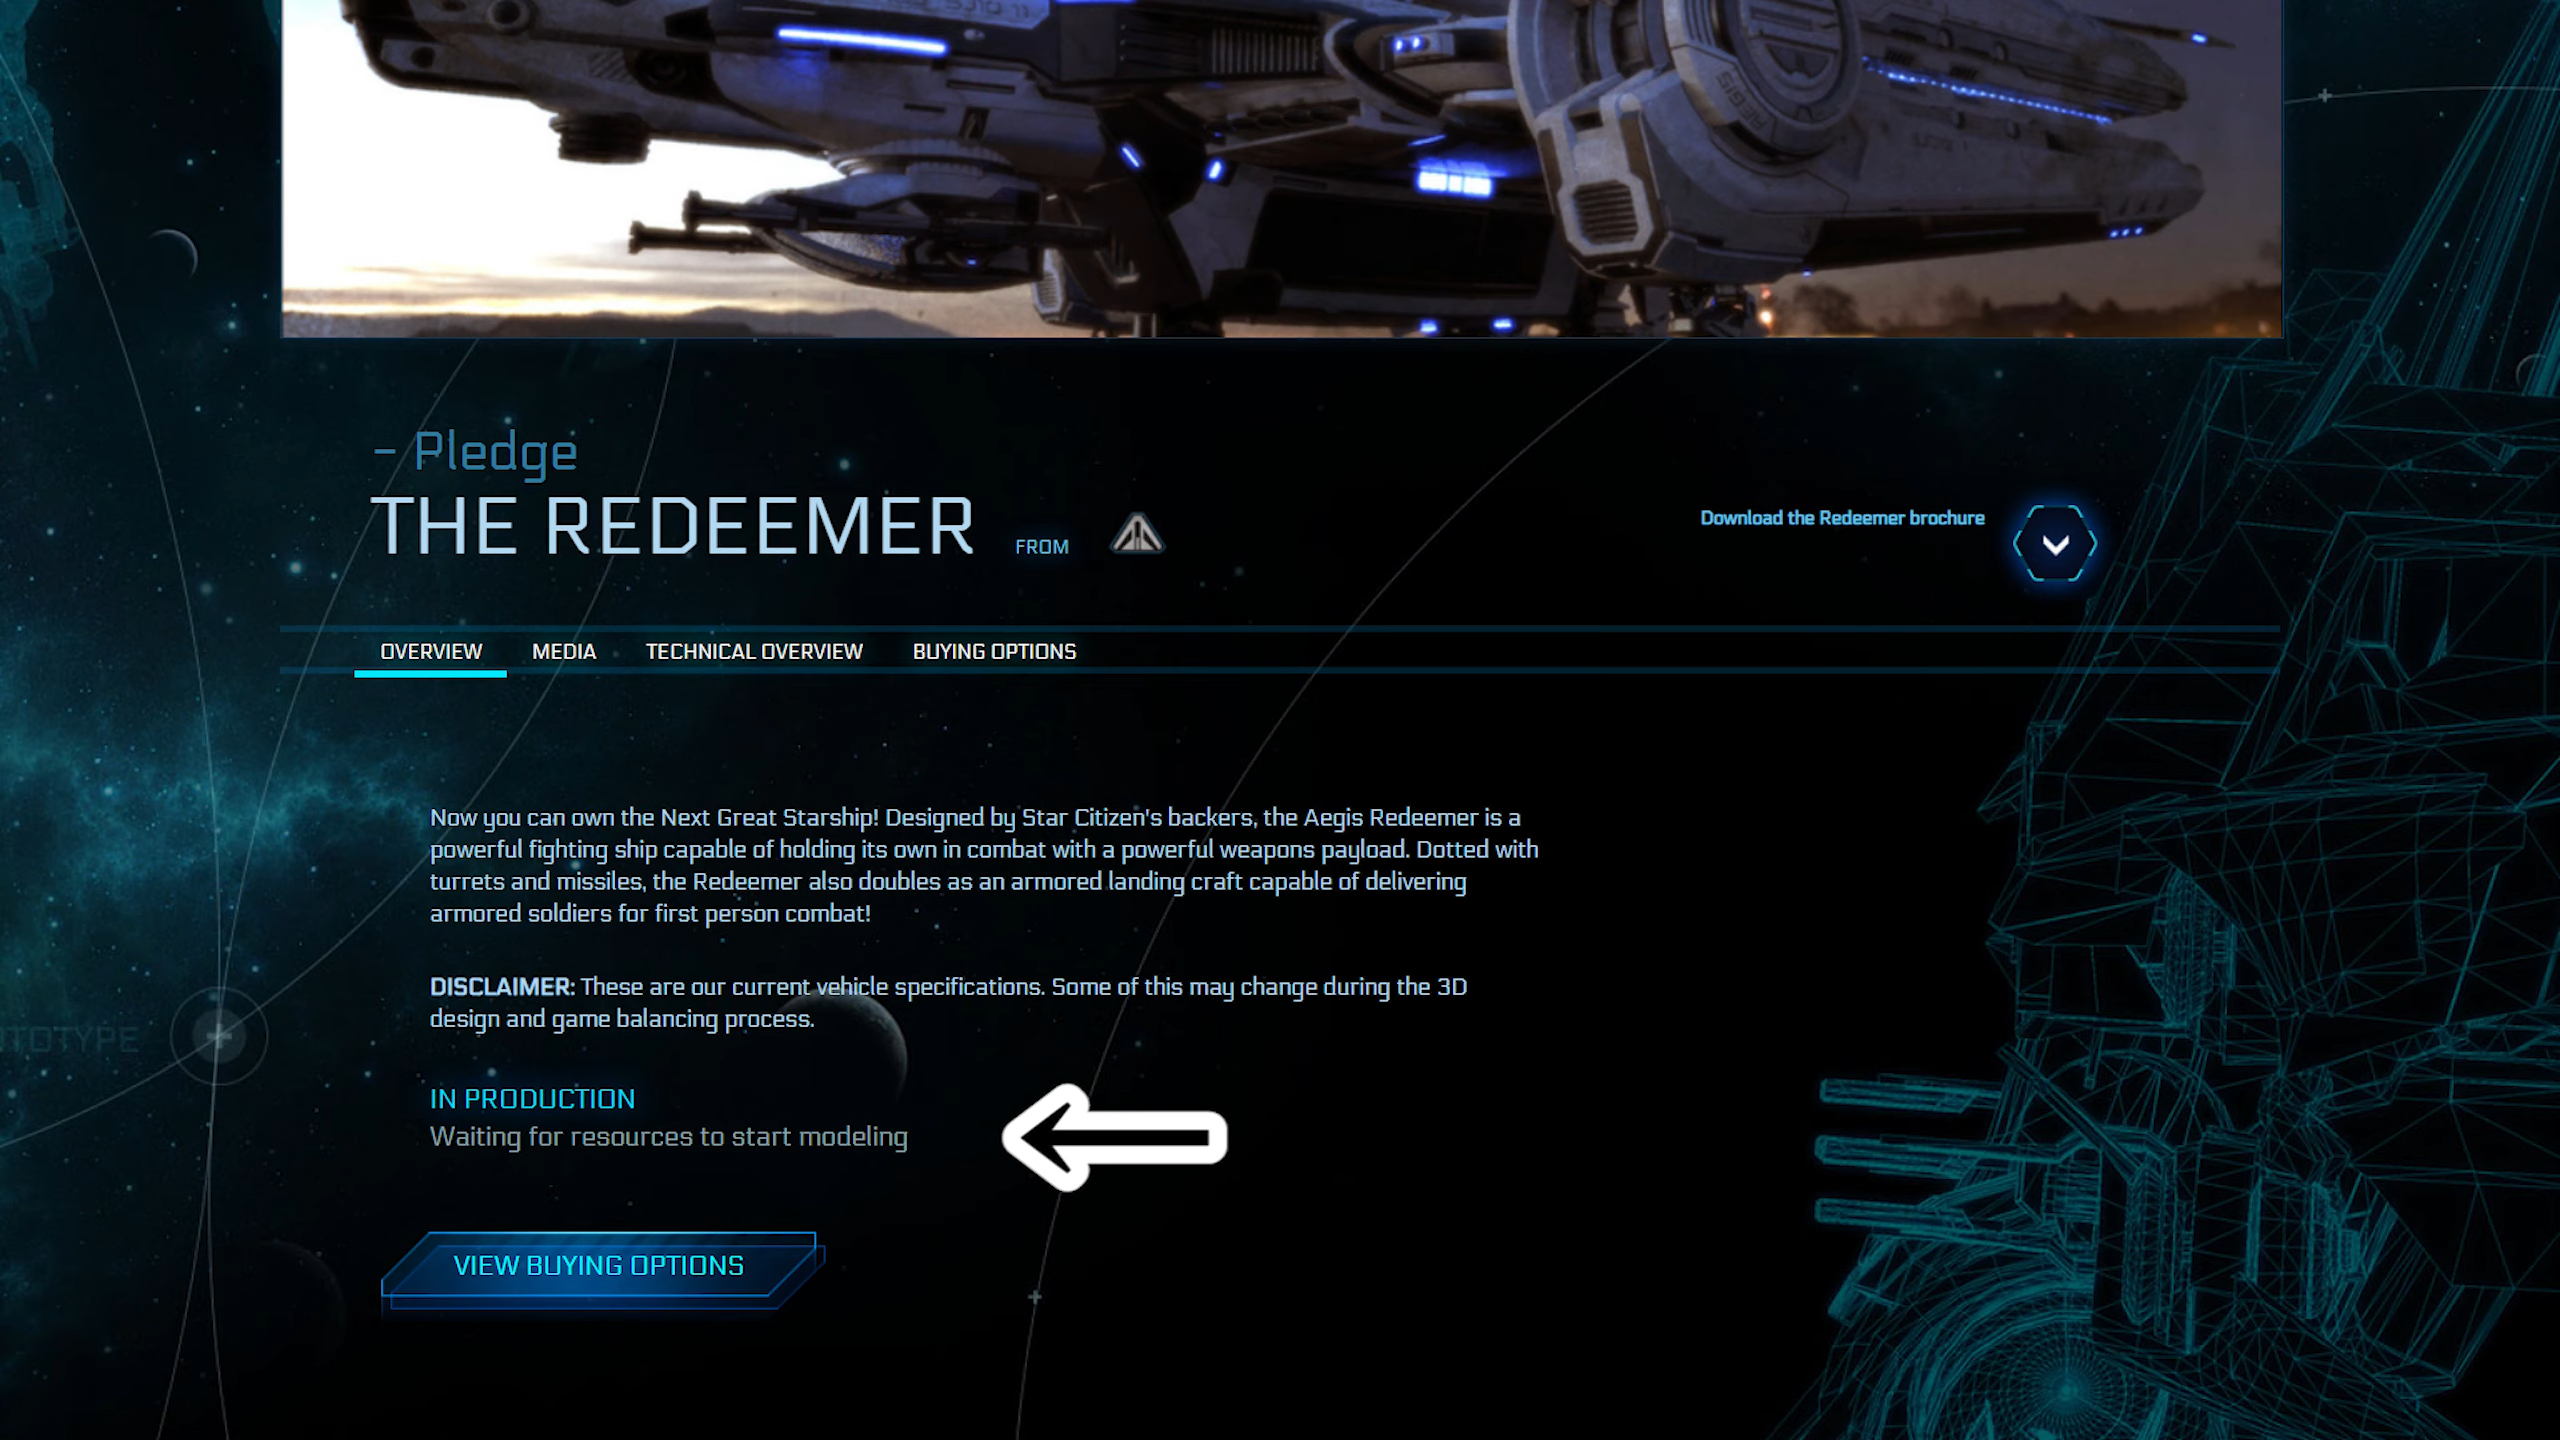 AEGIS
– Pledge
THE REDEEMER FROM
Download the Redeemer brochure
OVERVIEW MEDIA TECHNICAL OVERVIEW BUYING OPTIONS
Now you can own the Next Great Starship! Designed by Star Citizen's backers, the Aegis Redeemer is a
powerful fighting ship capable of holding its own in combat with a powerful weapons payload. Dotted with
turrets and missiles, the Redeemer also doubles as an armored landing craft capable of delivering
armored soldiers for first person combat!
DISCLAIMER: These are our current vehicle specifications. Some of this may change during the 3D
design and game balancing process.
OTOTYPE
IN PRODUCTION
Waiting for resources to start modeling
VIEW BUYING OPTIONS